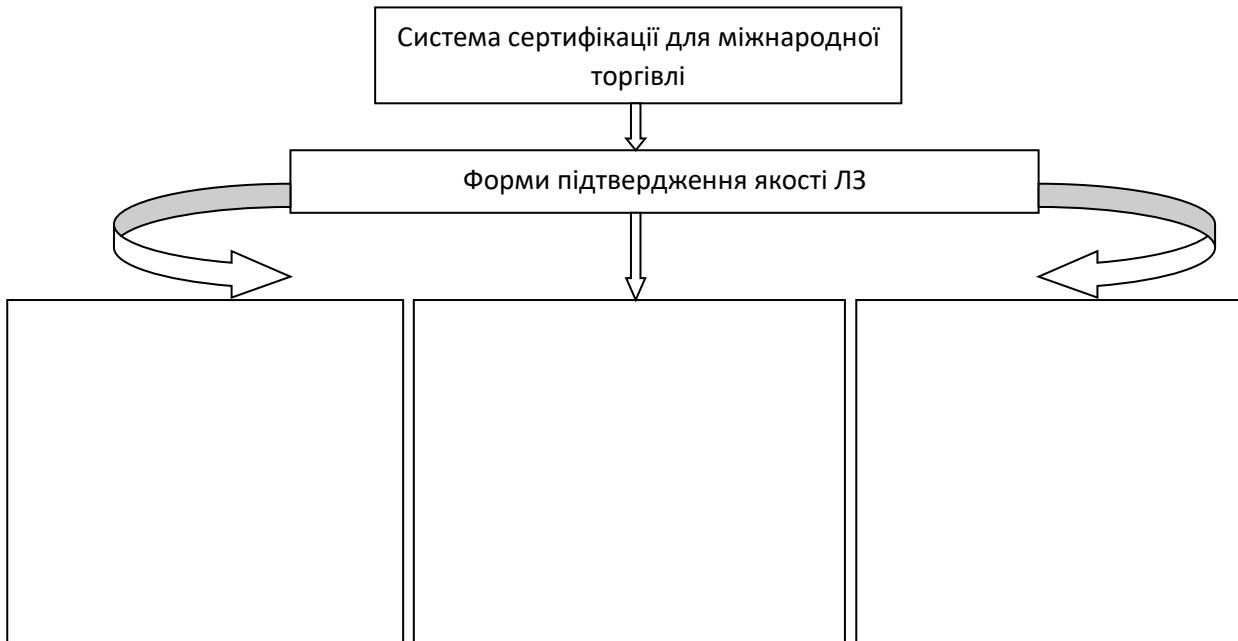 Система сертифікації для міжнародної
торгівлі
Форми підтвердження якості ЛЗ